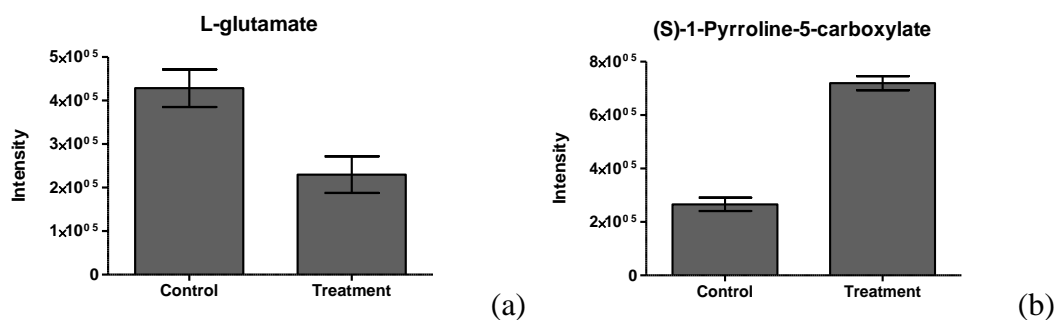 L-glutamate
5×10⁰⁵
4×10⁰⁵
3×10⁰⁵
2×10⁰⁵
1×10⁰⁵
0
Intensity
Control Treatment
(a)
(S)-1-Pyrroline-5-carboxylate
8×10⁰⁵
6×10⁰⁵
4×10⁰⁵
2×10⁰⁵
0
Intensity
Control Treatment
(b)